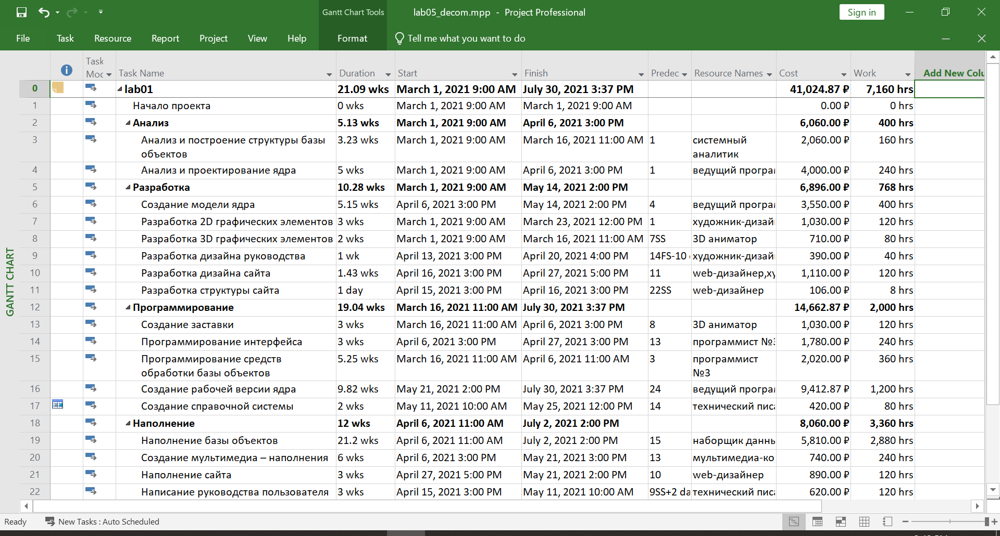 Gantt Chart Tools lab05_decom.mpp - Project Professional Sign in
File Task Resource Report Project View Help Format Tell me what you want to do
Task
Moc Task Name Duration Start Finish Predec Resource Names Cost Work Add New Colu
0 lab01 21.09 wks March 1, 2021 9:00 AM July 30, 2021 3:37 PM 41,024.87 ₽ 7,160 hrs
1 Начало проекта 0 wks March 1, 2021 9:00 AM March 1, 2021 9:00 AM 0.00 ₽ 0 hrs
2 Анализ 5.13 wks March 1, 2021 9:00 AM April 6, 2021 3:00 PM 6,060.00 ₽ 400 hrs
3 Анализ и построение структуры базы 3.23 wks March 1, 2021 9:00 AM March 16, 2021 11:00 AM 1 системный 2,060.00 ₽ 160 hrs
объектов аналитик
4 Анализ и проектирование ядра 5 wks March 1, 2021 9:00 AM April 6, 2021 3:00 PM 1 ведущий програ 4,000.00 ₽ 240 hrs
5 Разработка 10.28 wks March 1, 2021 9:00 AM May 14, 2021 2:00 PM 6,896.00 ₽ 768 hrs
6 Создание модели ядра 5.15 wks April 6, 2021 3:00 PM May 14, 2021 2:00 PM 4 ведущий програ 3,550.00 ₽ 400 hrs
7 Разработка 2D графических элементов 3 wks March 1, 2021 9:00 AM March 23, 2021 12:00 PM 1 художник-дизай 1,030.00 ₽ 120 hrs
8 Разработка 3D графических элементов 2 wks March 1, 2021 9:00 AM March 16, 2021 11:00 AM 7SS 3D аниматор 710.00 ₽ 80 hrs
9 Разработка дизайна руководства 1 wk April 13, 2021 3:00 PM April 20, 2021 4:00 PM 14FS-10 художник-дизай 390.00 ₽ 40 hrs
10 Разработка дизайна сайта 1.43 wks April 16, 2021 3:00 PM April 27, 2021 5:00 PM 11 web-дизайнер,ху 1,110.00 ₽ 120 hrs
11 Разработка структуры сайта 1 day April 15, 2021 3:00 PM April 16, 2021 3:00 PM 22SS web-дизайнер 106.00 ₽ 8 hrs
12 Программирование 19.04 wks March 16, 2021 11:00 AM July 30, 2021 3:37 PM 14,662.87 ₽ 2,000 hrs
13 Создание заставки 3 wks March 16, 2021 11:00 AM April 6, 2021 3:00 PM 8 3D аниматор 1,030.00 ₽ 120 hrs
14 Программирование интерфейса 3 wks April 6, 2021 3:00 PM April 27, 2021 3:00 PM 13 программист №3 1,780.00 ₽ 240 hrs
15 Программирование средств 5.25 wks March 16, 2021 11:00 AM April 6, 2021 11:00 AM 3 программист 2,020.00 ₽ 360 hrs
обработки базы объектов №3
16 Создание рабочей версии ядра 9.82 wks May 21, 2021 2:00 PM July 30, 2021 3:37 PM 24 ведущий програ 9,412.87 ₽ 1,200 hrs
17 Создание справочной системы 2 wks May 11, 2021 10:00 AM May 25, 2021 12:00 PM 14 технический писа 420.00 ₽ 80 hrs
18 Наполнение 12 wks April 6, 2021 11:00 AM July 2, 2021 2:00 PM 8,060.00 ₽ 3,360 hrs
19 Наполнение базы объектов 21.2 wks April 6, 2021 11:00 AM July 2, 2021 2:00 PM 15 наборщик данны 5,810.00 ₽ 2,880 hrs
20 Создание мультимедиа – наполнения 6 wks April 6, 2021 3:00 PM May 21, 2021 3:00 PM 13 мультимедиа-ко 740.00 ₽ 240 hrs
21 Наполнение сайта 3 wks April 27, 2021 5:00 PM May 21, 2021 2:00 PM 10 web-дизайнер 890.00 ₽ 120 hrs
22 Написание руководства пользователя 3 wks April 15, 2021 3:00 PM May 11, 2021 10:00 AM 9SS+2 da технический писа 620.00 ₽ 120 hrs
GANTT CHART
Ready New Tasks : Auto Scheduled